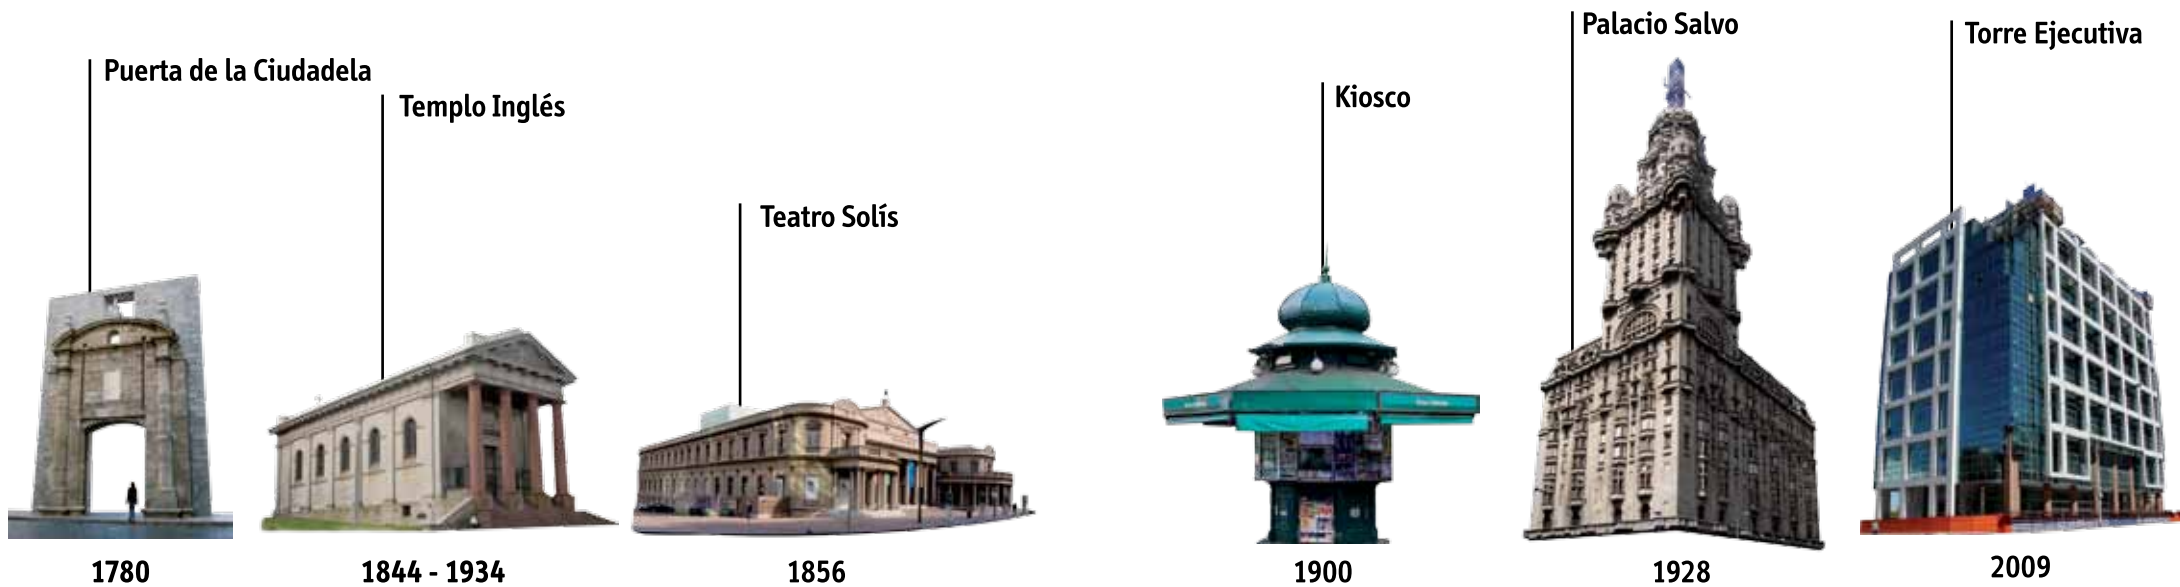 Puerta de la Ciudadela
Templo Inglés
Teatro Solís
Kiosco
Palacio Salvo
Torre Ejecutiva
1780
1844 - 1934
1856
1900
1928
2009